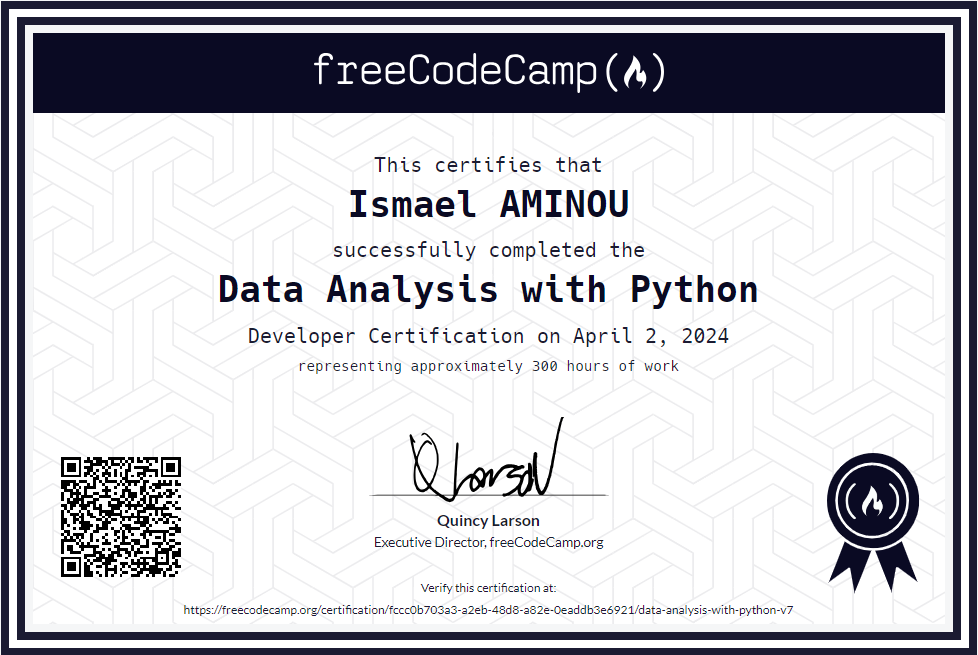 freeCodeCamp
This certifies that
Ismael AMINOU
successfully completed the
Data Analysis with Python
Developer Certification on April 2, 2024
representing approximately 300 hours of work
Q Larson
Quincy Larson
Executive Director, freeCodeCamp.org
Verify this certification at:
https://freecodecamp.org/certification/fccc0b703a3-a2eb-48d8-a82e-0eaddb3e6921/data-analysis-with-python-v7